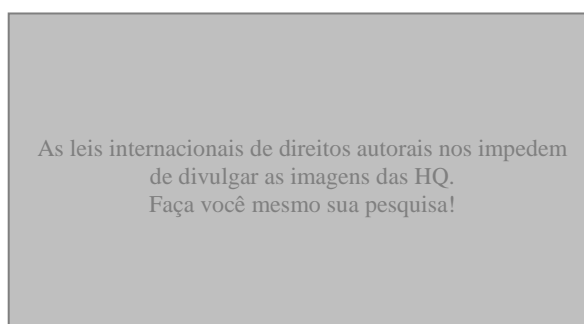 As leis internacionais de direitos autorais nos impedem
de divulgar as imagens das HQ.
Faça você mesmo sua pesquisa!